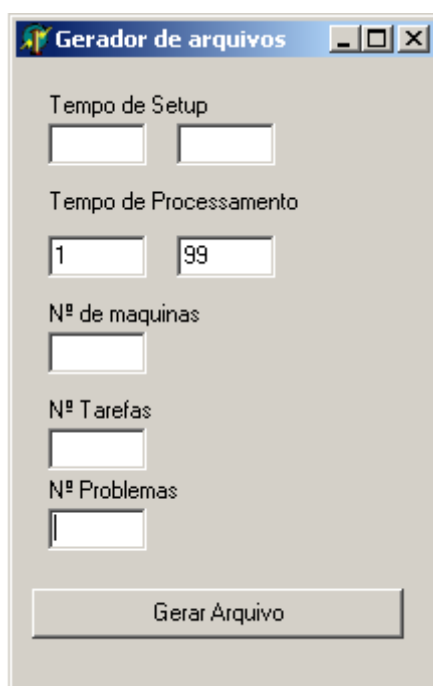 Gerador de arquivos
Tempo de Setup
Tempo de Processamento
1 99
Nº de maquinas
Nº Tarefas
Nº Problemas
Gerar Arquivo